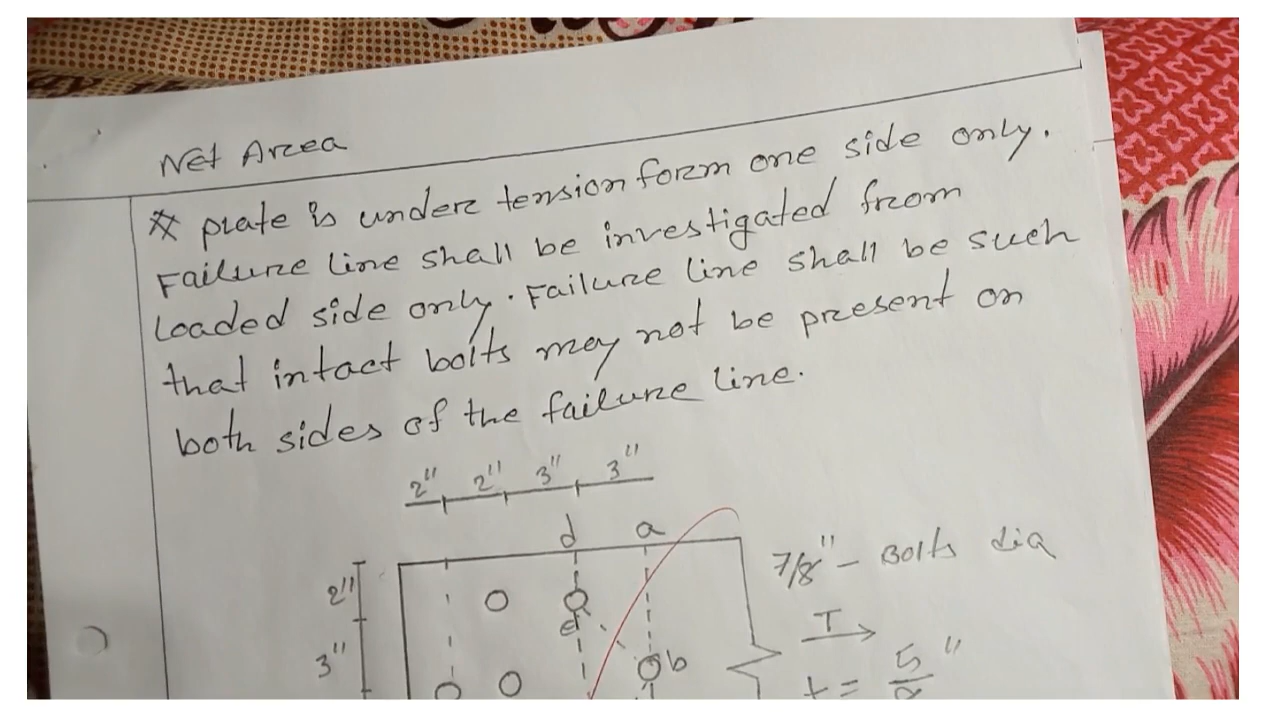 Net Area
* plate is under tension form one side only.
Failure line shall be investigated from
loaded side only. Failure line shall be such
that intact bolts may not be present on
both sides of the failure line.
2" 2" 3" 3"
d a
7/8" - Bolts dia
2"
T
e
3"
b
t = 5"